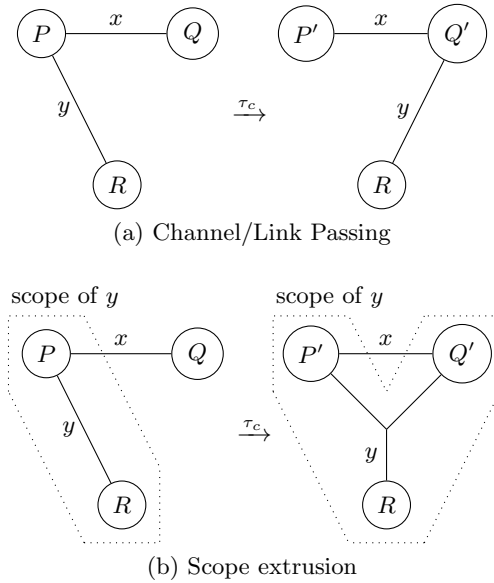 P x Q P′ x Q′
y τc y
R R
(a) Channel/Link Passing
scope of y scope of y
P x Q P′ x Q′
y τc y
R R
(b) Scope extrusion